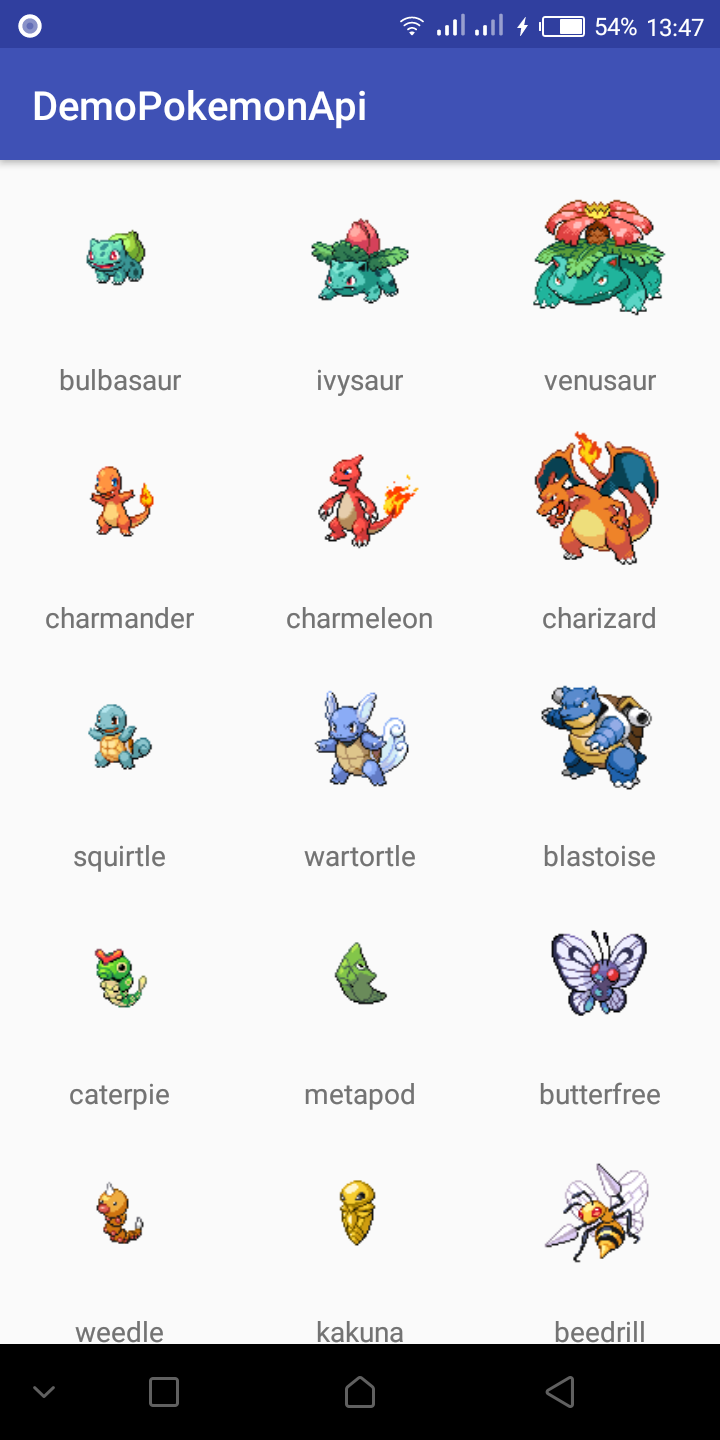 54% 13:47
DemoPokemonApi
bulbasaur ivysaur venusaur
charmander charmeleon charizard
squirtle wartortle blastoise
caterpie metapod butterfree
weedle kakuna beedrill